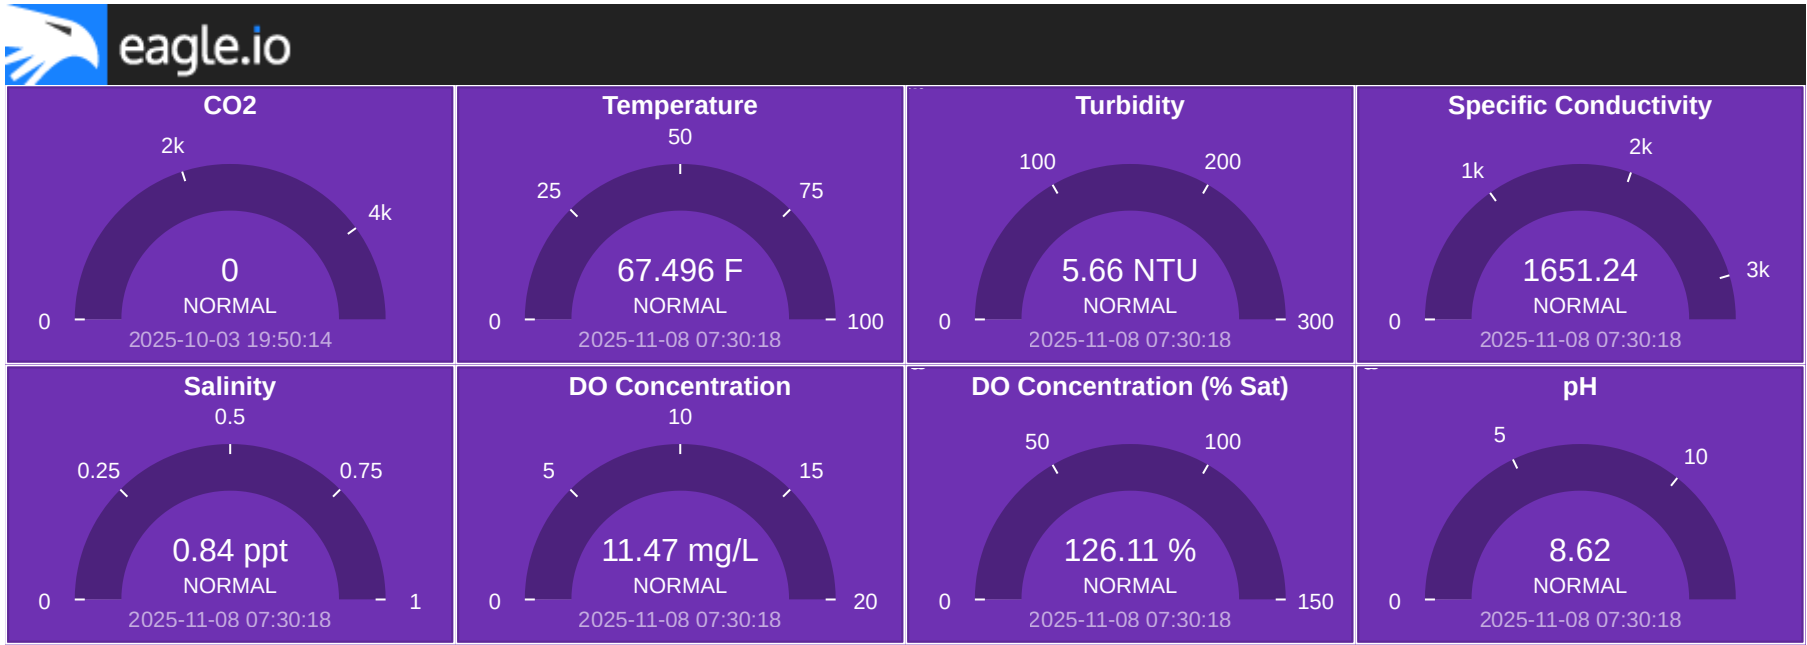 eagle.io
CO2
2k
4k
0
0
NORMAL
2025-10-03 19:50:14
Temperature
50
25
75
67.496 F
NORMAL
0
100
2025-11-08 07:30:18
Turbidity
100
200
5.66 NTU
NORMAL
0
300
2025-11-08 07:30:18
Specific Conductivity
2k
1k
3k
1651.24
NORMAL
0
2025-11-08 07:30:18
Salinity
0.5
0.25
0.75
0.84 ppt
NORMAL
0
1
2025-11-08 07:30:18
DO Concentration
10
5
15
11.47 mg/L
NORMAL
0
20
2025-11-08 07:30:18
DO Concentration (% Sat)
50
100
126.11 %
NORMAL
0
150
2025-11-08 07:30:18
pH
5
10
8.62
NORMAL
0
2025-11-08 07:30:18